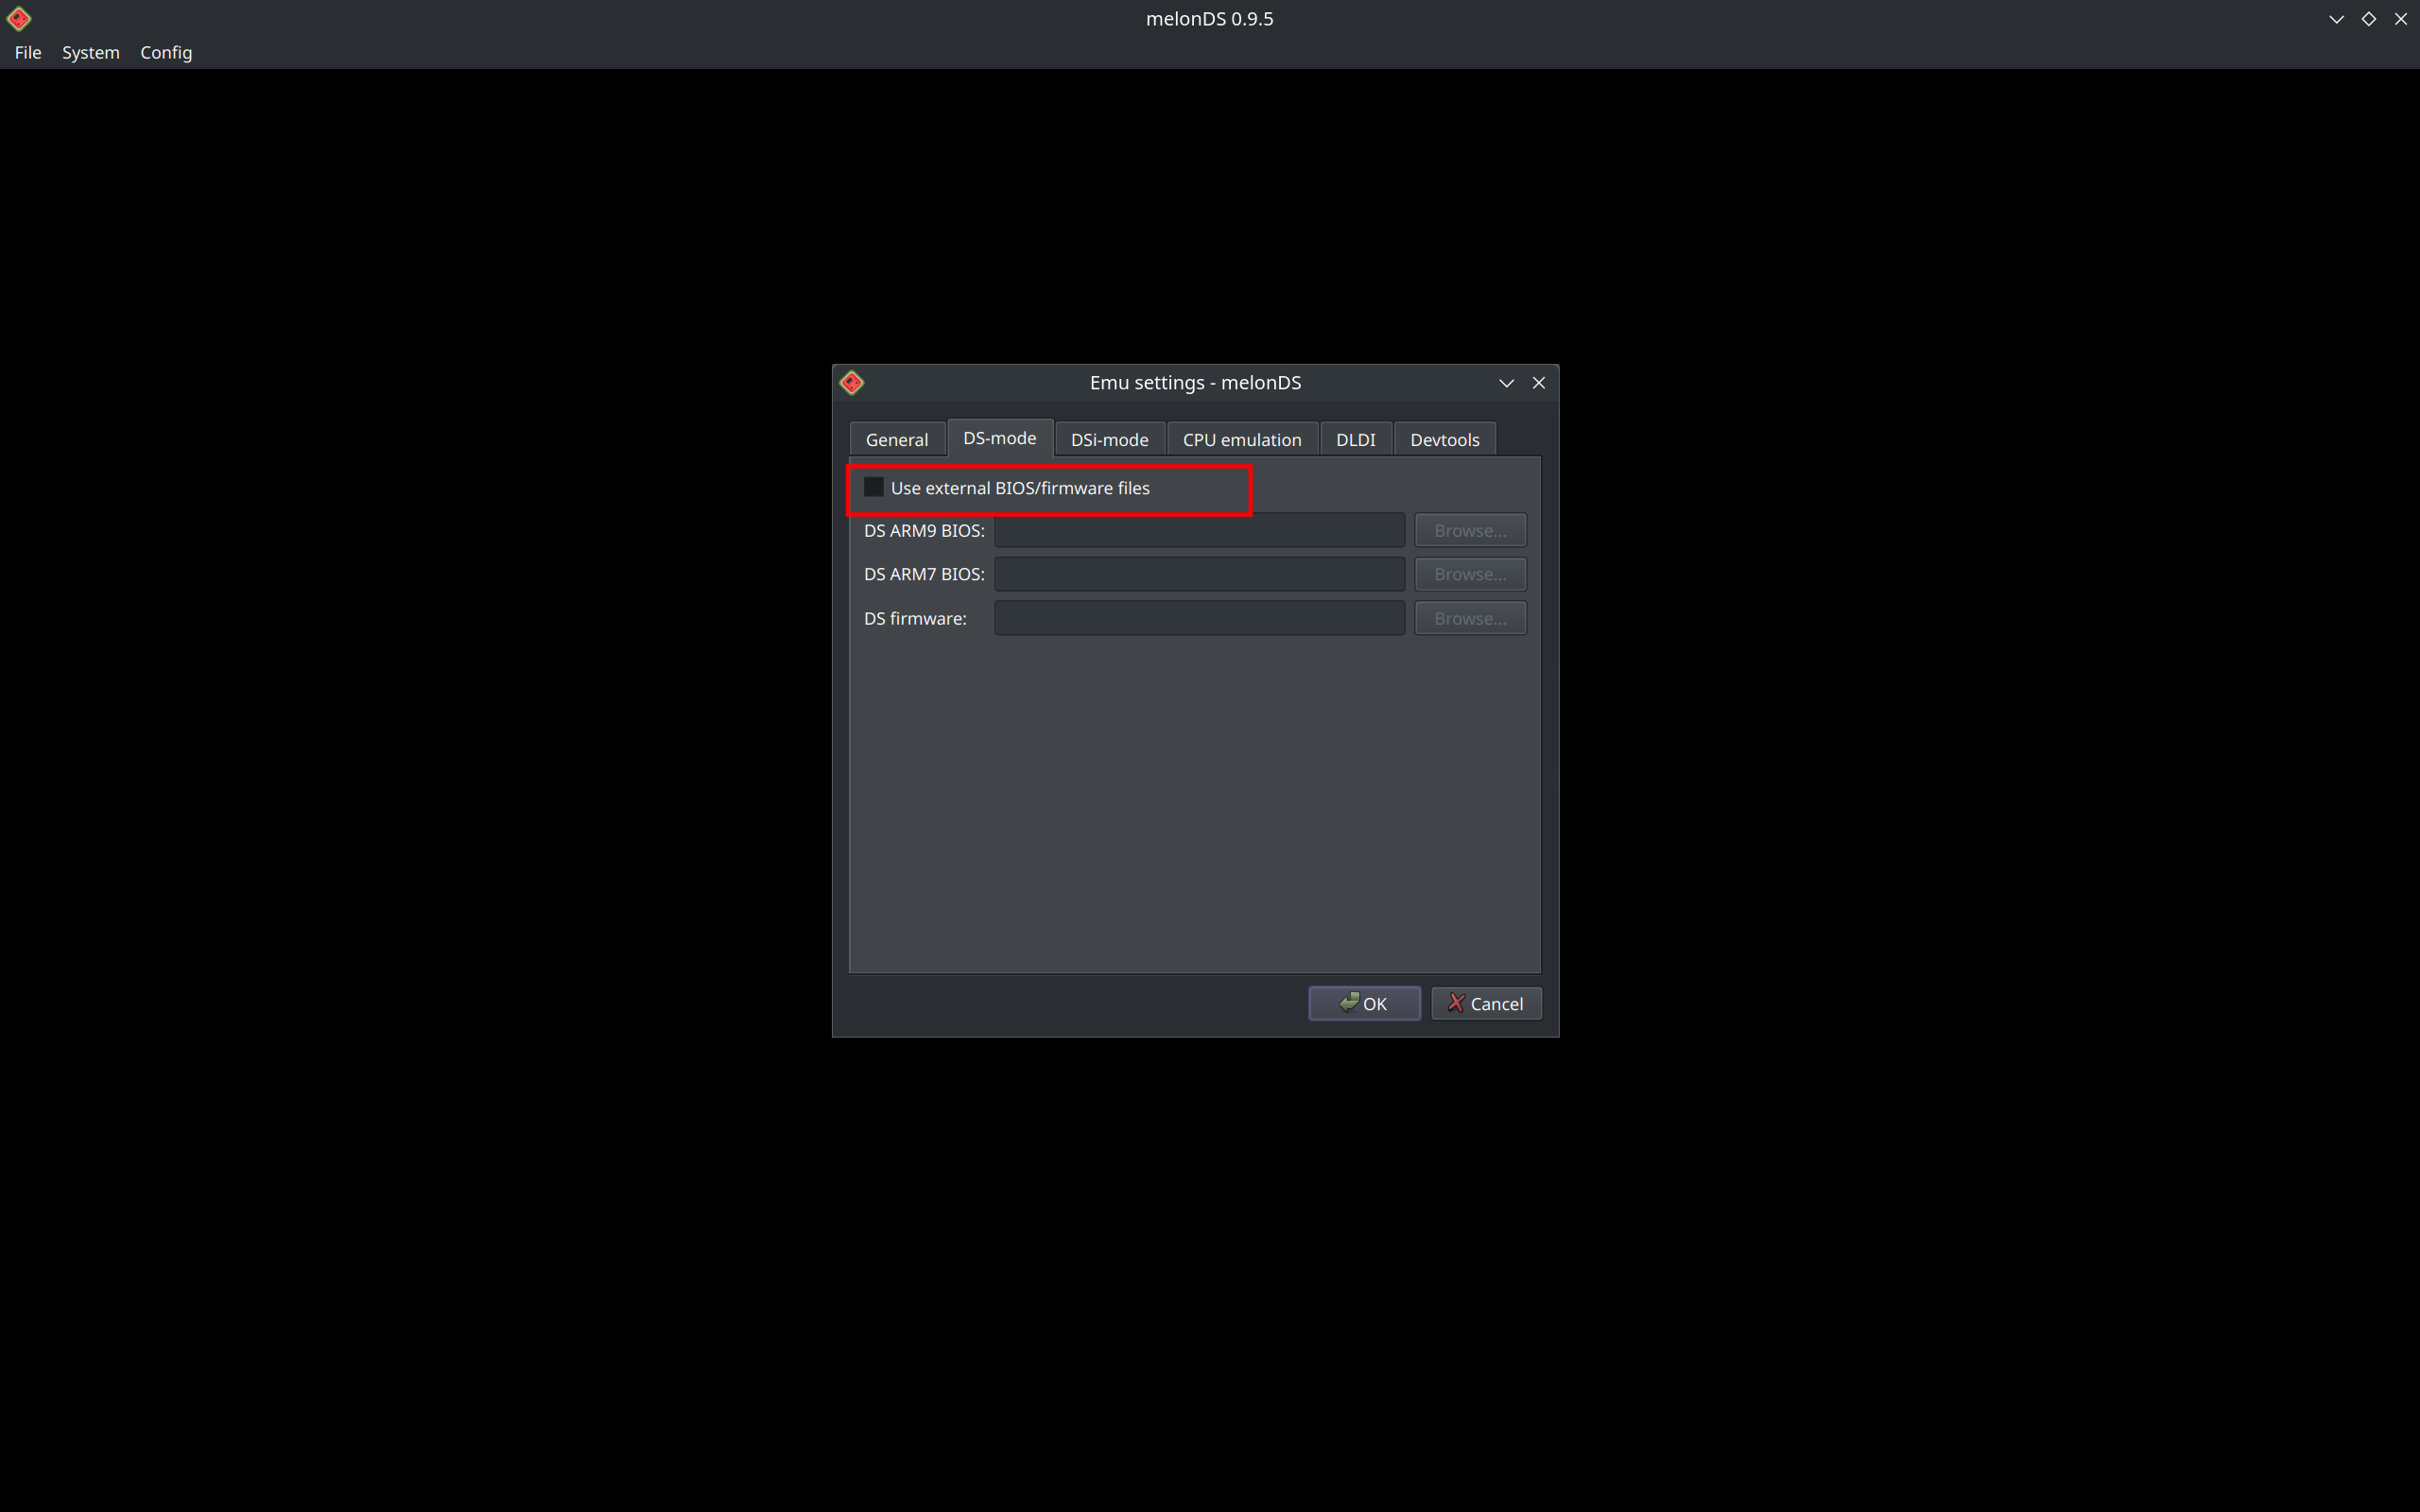 melonDS 0.9.5
File System Config
Emu settings - melonDS
General DS-mode DSi-mode CPU emulation DLDI Devtools
Use external BIOS/firmware files
DS ARM9 BIOS: Browse...
DS ARM7 BIOS: Browse...
DS firmware: Browse...
OK Cancel